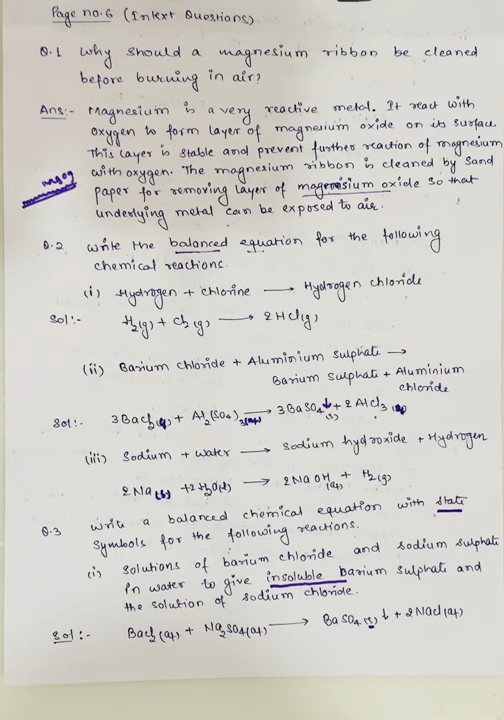 Page no.6 (Intext Questions)
Q.1 Why should a magnesium ribbon be cleaned
before burning in air?
Ans:- Magnesium is a very reactive metal. It react with
oxygen to form layer of magnesium oxide on its surface
This layer is stable and prevent further reaction of magnesium
with oxygen. The magnesium ribbon is cleaned by sand
paper for removing layer of magnesium oxide so that
underlying metal can be exposed to air.
Q.2 Write the balanced equation for the following
chemical reactions.
(i) Hydrogen + chlorine ⟶ Hydrogen chloride
Sol:- H₂(g) + Cl₂(g) ⟶ 2HCl(g)
(ii) Barium chloride + Aluminium sulphate ⟶
Barium sulphate + Aluminium
chloride
Sol:- 3BaCl₂ + Al₂(SO₄)₃(aq) ⟶ 3BaSO₄↓(s) + 2AlCl₃
(iii) Sodium + water ⟶ Sodium hydroxide + Hydrogen
2Na(s) + 2H₂O(l) ⟶ 2NaOH(aq) + H₂(g)
Q.3 Write a balanced chemical equation with state
symbols for the following reactions.
(i) Solutions of barium chloride and sodium sulphate
in water to give insoluble barium sulphate and
the solution of sodium chloride.
Sol:- BaCl₂(aq) + Na₂SO₄(aq) ⟶ BaSO₄(s)↓ + 2NaCl(aq)